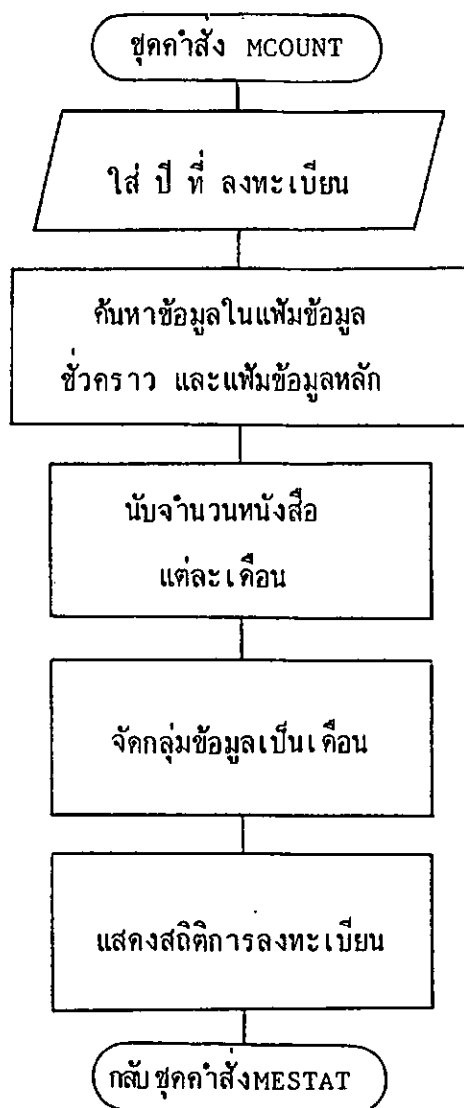 ชุดคำสั่ง MCOUNT
ใส่ ปี ที่ ลงทะเบียน
ค้นหาข้อมูลในแฟ้มข้อมูล
ชั่วคราว และแฟ้มข้อมูลหลัก
นับจำนวนหนังสือ
แต่ละเดือน
จัดกลุ่มข้อมูลเป็นเดือน
แสดงสถิติการลงทะเบียน
กลับชุดคำสั่งMESTAT